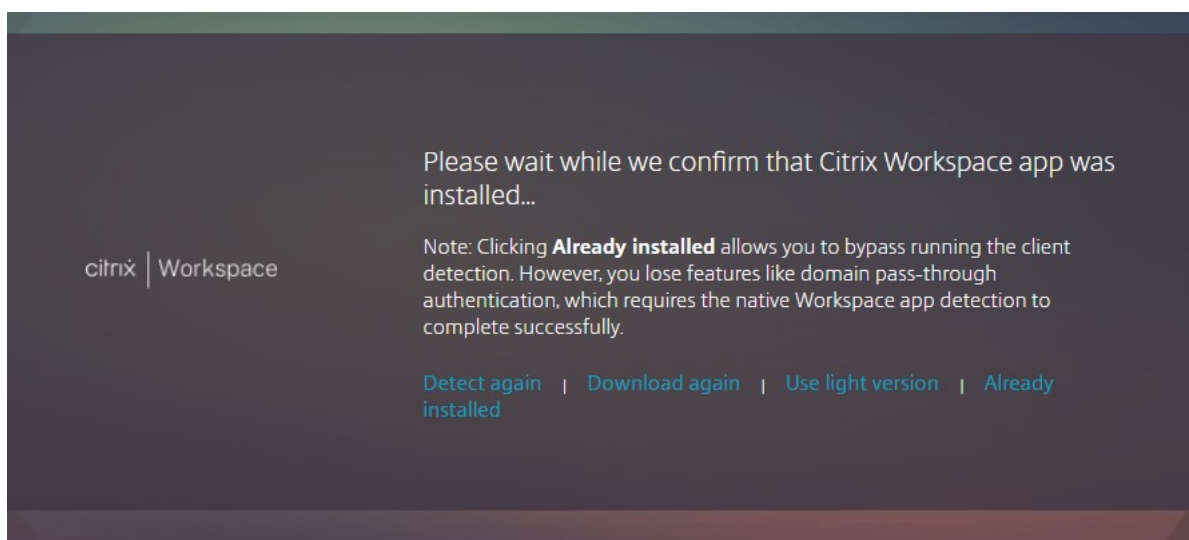 Please wait while we confirm that Citrix Workspace app was
installed...
Note: Clicking Already installed allows you to bypass running the client
detection. However, you lose features like domain pass-through
authentication, which requires the native Workspace app detection to
complete successfully.
citrix | Workspace
Detect again | Download again | Use light version | Already
installed